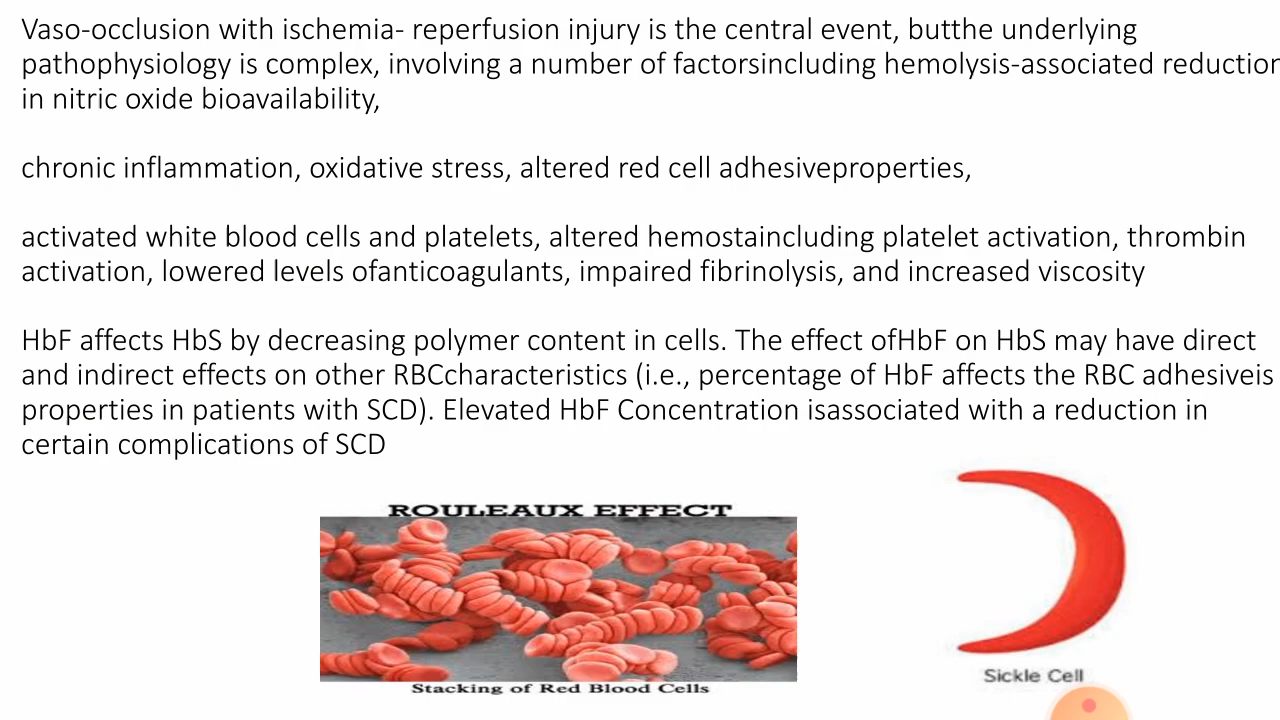 Vaso-occlusion with ischemia- reperfusion injury is the central event, butthe underlying
pathophysiology is complex, involving a number of factorsincluding hemolysis-associated reduction
in nitric oxide bioavailability,
chronic inflammation, oxidative stress, altered red cell adhesiveproperties,
activated white blood cells and platelets, altered hemostaincluding platelet activation, thrombin
activation, lowered levels ofanticoagulants, impaired fibrinolysis, and increased viscosity
HbF affects HbS by decreasing polymer content in cells. The effect ofHbF on HbS may have direct
and indirect effects on other RBCcharacteristics (i.e., percentage of HbF affects the RBC adhesiveis
properties in patients with SCD). Elevated HbF Concentration isassociated with a reduction in
certain complications of SCD
ROULEAUX EFFECT
Stacking of Red Blood Cells
Sickle Cell